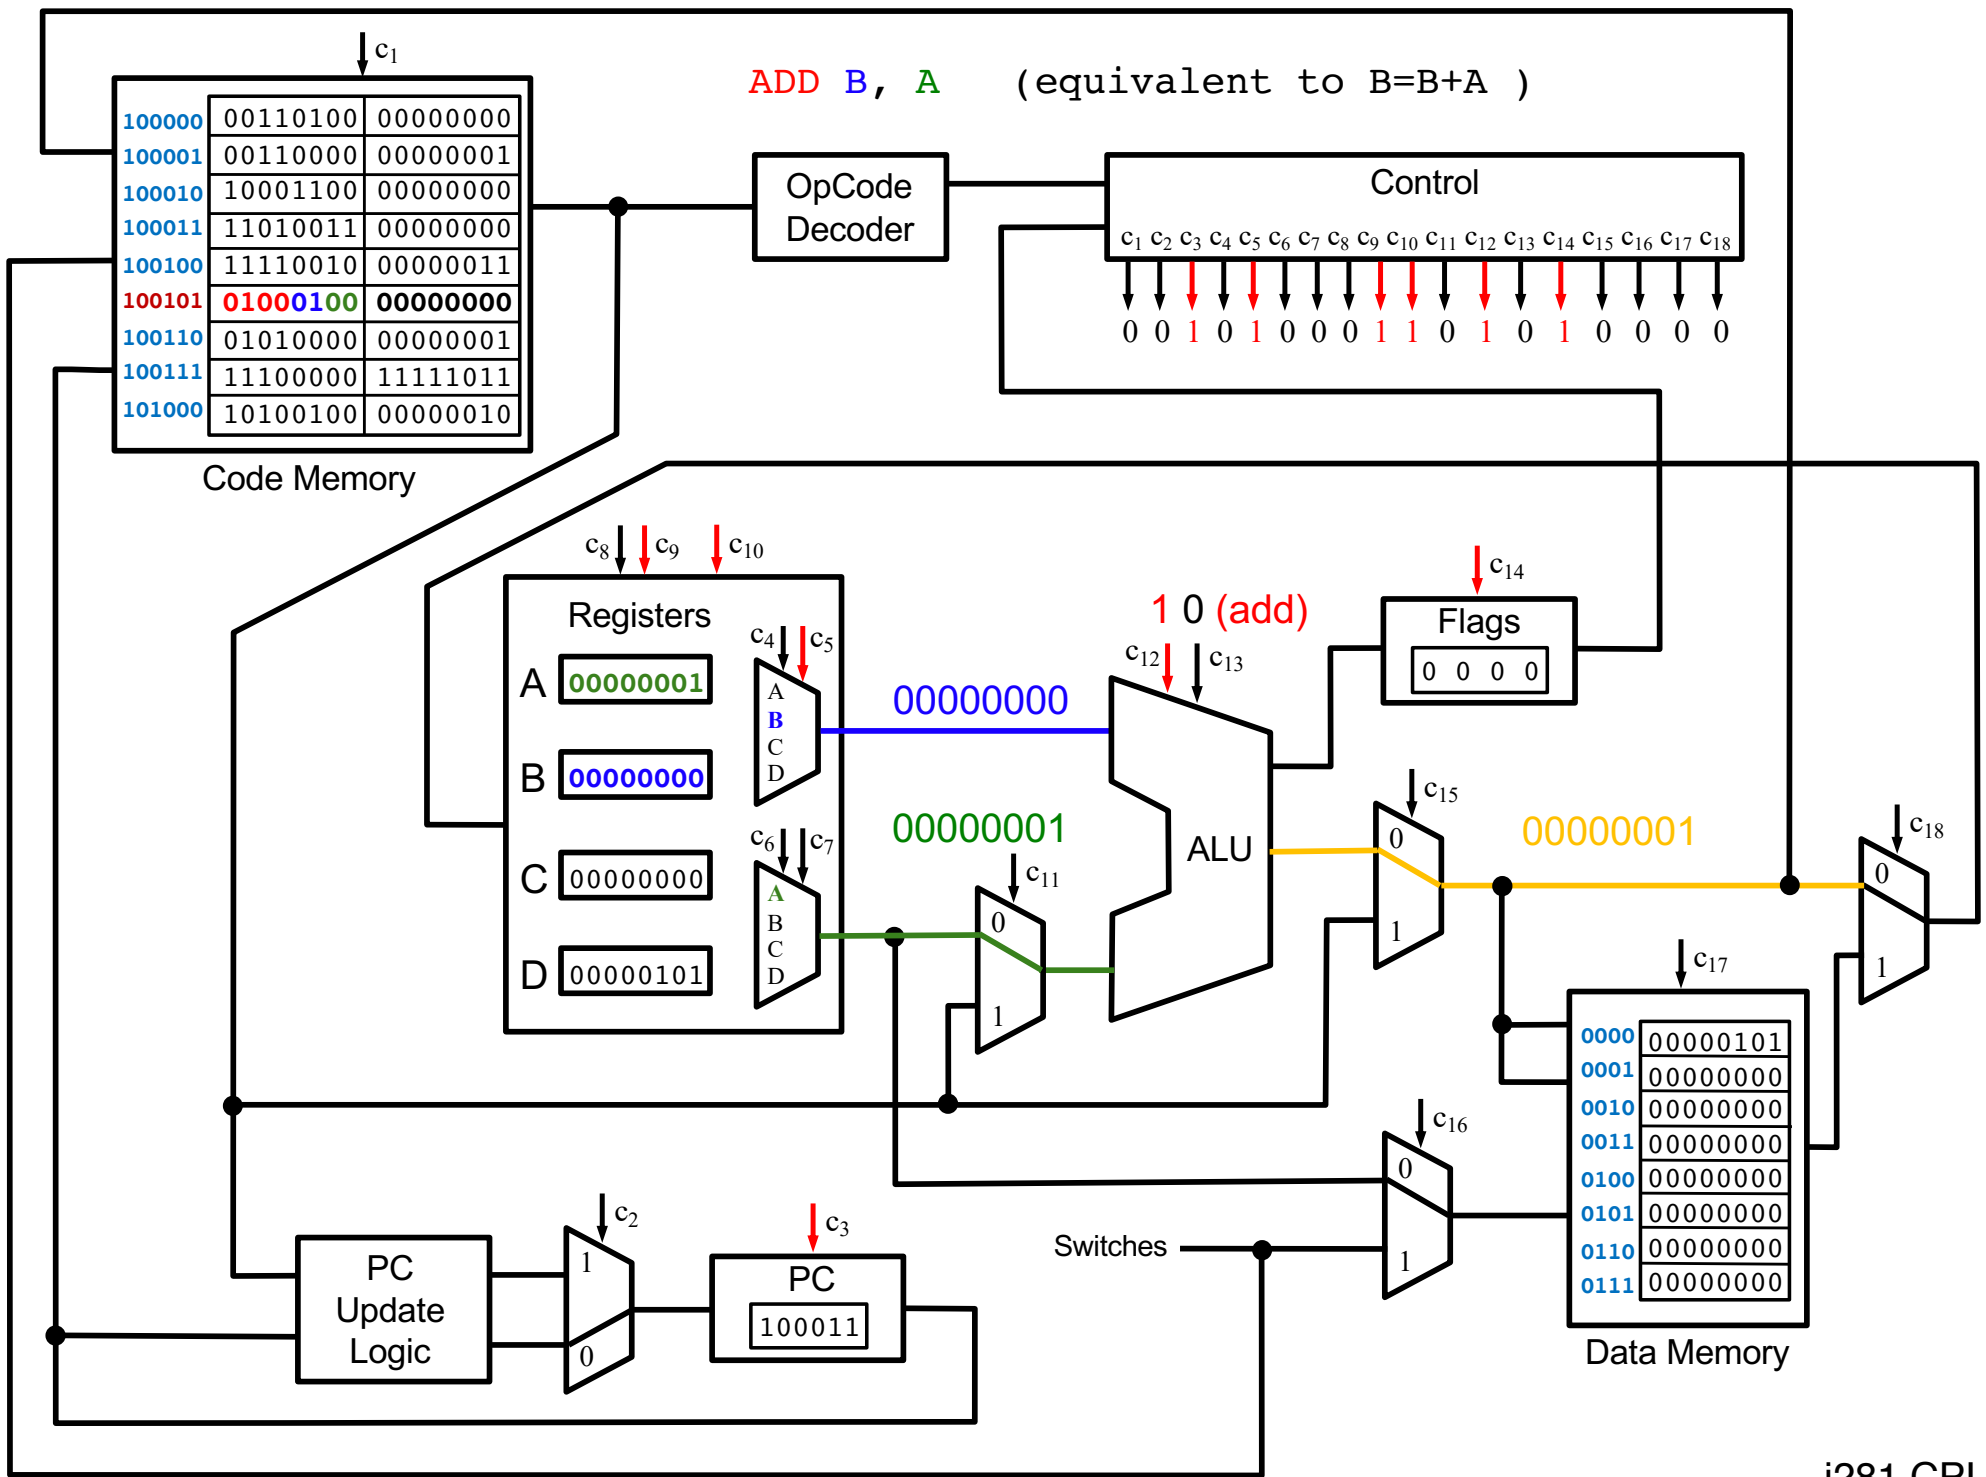 c1
ADD B, A (equivalent to B=B+A )
100000 00110100 00000000
100001 00110000 00000001
100010 10001100 00000000
100011 11010011 00000000
100100 11110010 00000011
100101 01000100 00000000
100110 01010000 00000001
100111 11100000 11111011
101000 10100100 00000010
Code Memory
OpCode
Decoder
Control
c1 c2 c3 c4 c5 c6 c7 c8 c9 c10 c11 c12 c13 c14 c15 c16 c17 c18
0 0 1 0 1 0 0 0 1 1 0 1 0 1 0 0 0 0
c8 c9 c10
Registers
A 00000001
B 00000000
C 00000000
D 00000101
c4 c5
A
B
C
D
c6 c7
A
B
C
D
00000000
00000001
c11
0
1
1 0 (add)
c12 c13
ALU
c14
Flags
0 0 0 0
c15
0
1
00000001
c18
0
1
c17
0000 00000101
0001 00000000
0010 00000000
0011 00000000
0100 00000000
0101 00000000
0110 00000000
0111 00000000
Data Memory
c16
0
1
Switches
PC
Update
Logic
c2
1
0
c3
PC
100011